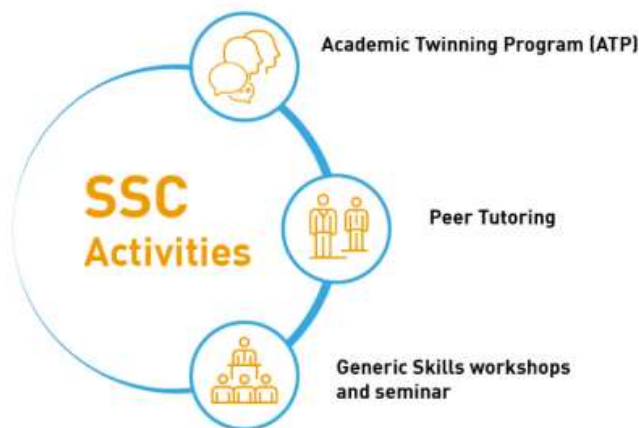 Academic Twinning Program (ATP)
SSC
Activities
Peer Tutoring
Generic Skills workshops
and seminar